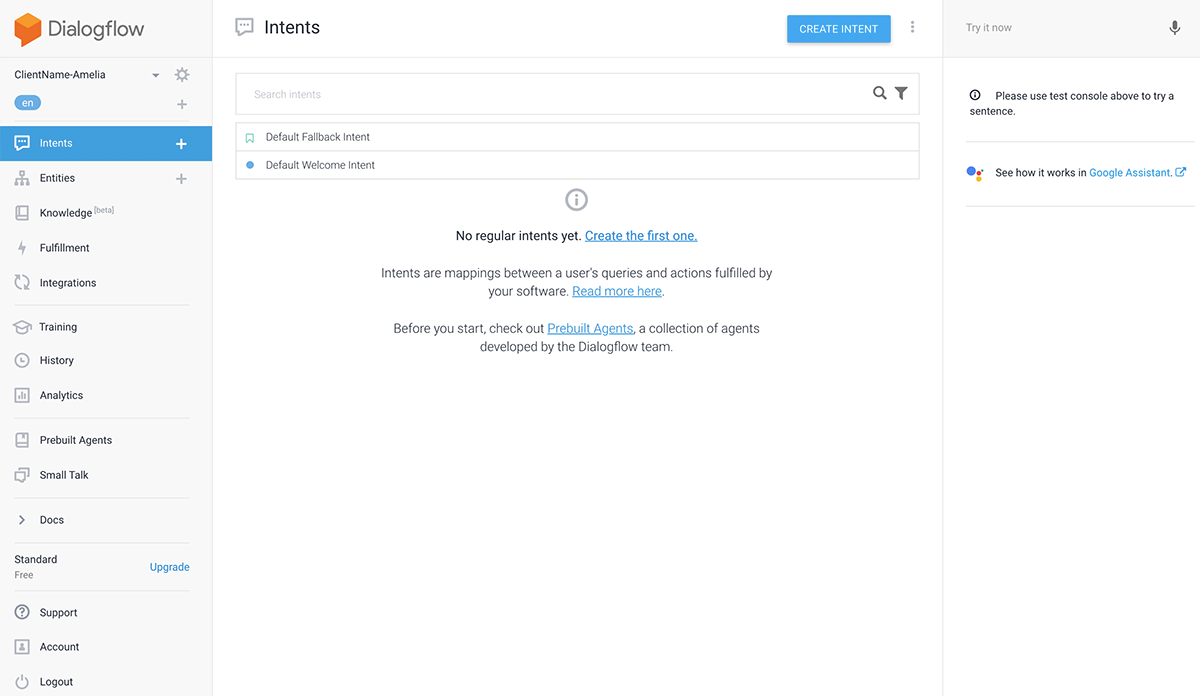 Dialogflow
ClientName-Amelia
en
Intents
Entities
Knowledge [beta]
Fulfillment
Integrations
Training
History
Analytics
Prebuilt Agents
Small Talk
Docs
Standard
Free
Upgrade
Support
Account
Logout
Intents
CREATE INTENT
Search intents
Default Fallback Intent
Default Welcome Intent
No regular intents yet. Create the first one.
Intents are mappings between a user's queries and actions fulfilled by
your software. Read more here.
Before you start, check out Prebuilt Agents, a collection of agents
developed by the Dialogflow team.
Try it now
Please use test console above to try a
sentence.
See how it works in Google Assistant.